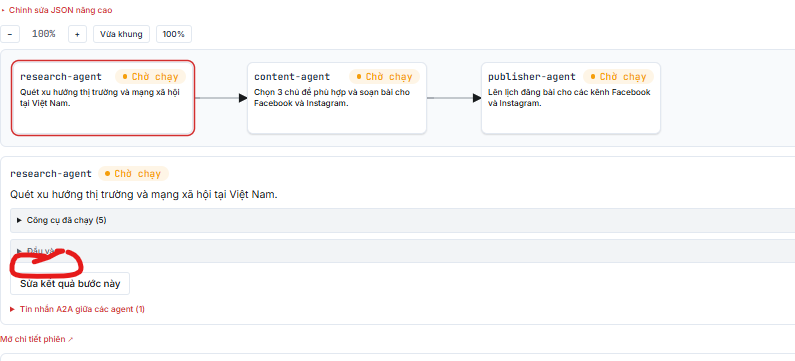 Chỉnh sửa JSON nâng cao
− 100% + Vừa khung 100%
research-agent Chờ chạy
Quét xu hướng thị trường và mạng xã hội
tại Việt Nam.
content-agent Chờ chạy
Chọn 3 chủ đề phù hợp và soạn bài cho
Facebook và Instagram.
publisher-agent Chờ chạy
Lên lịch đăng bài cho các kênh Facebook
và Instagram.
research-agent Chờ chạy
Quét xu hướng thị trường và mạng xã hội tại Việt Nam.
Công cụ đã chạy (5)
Đầu
Sửa kết quả bước này
Tin nhắn A2A giữa các agent (1)
Mở chi tiết phiên ↗